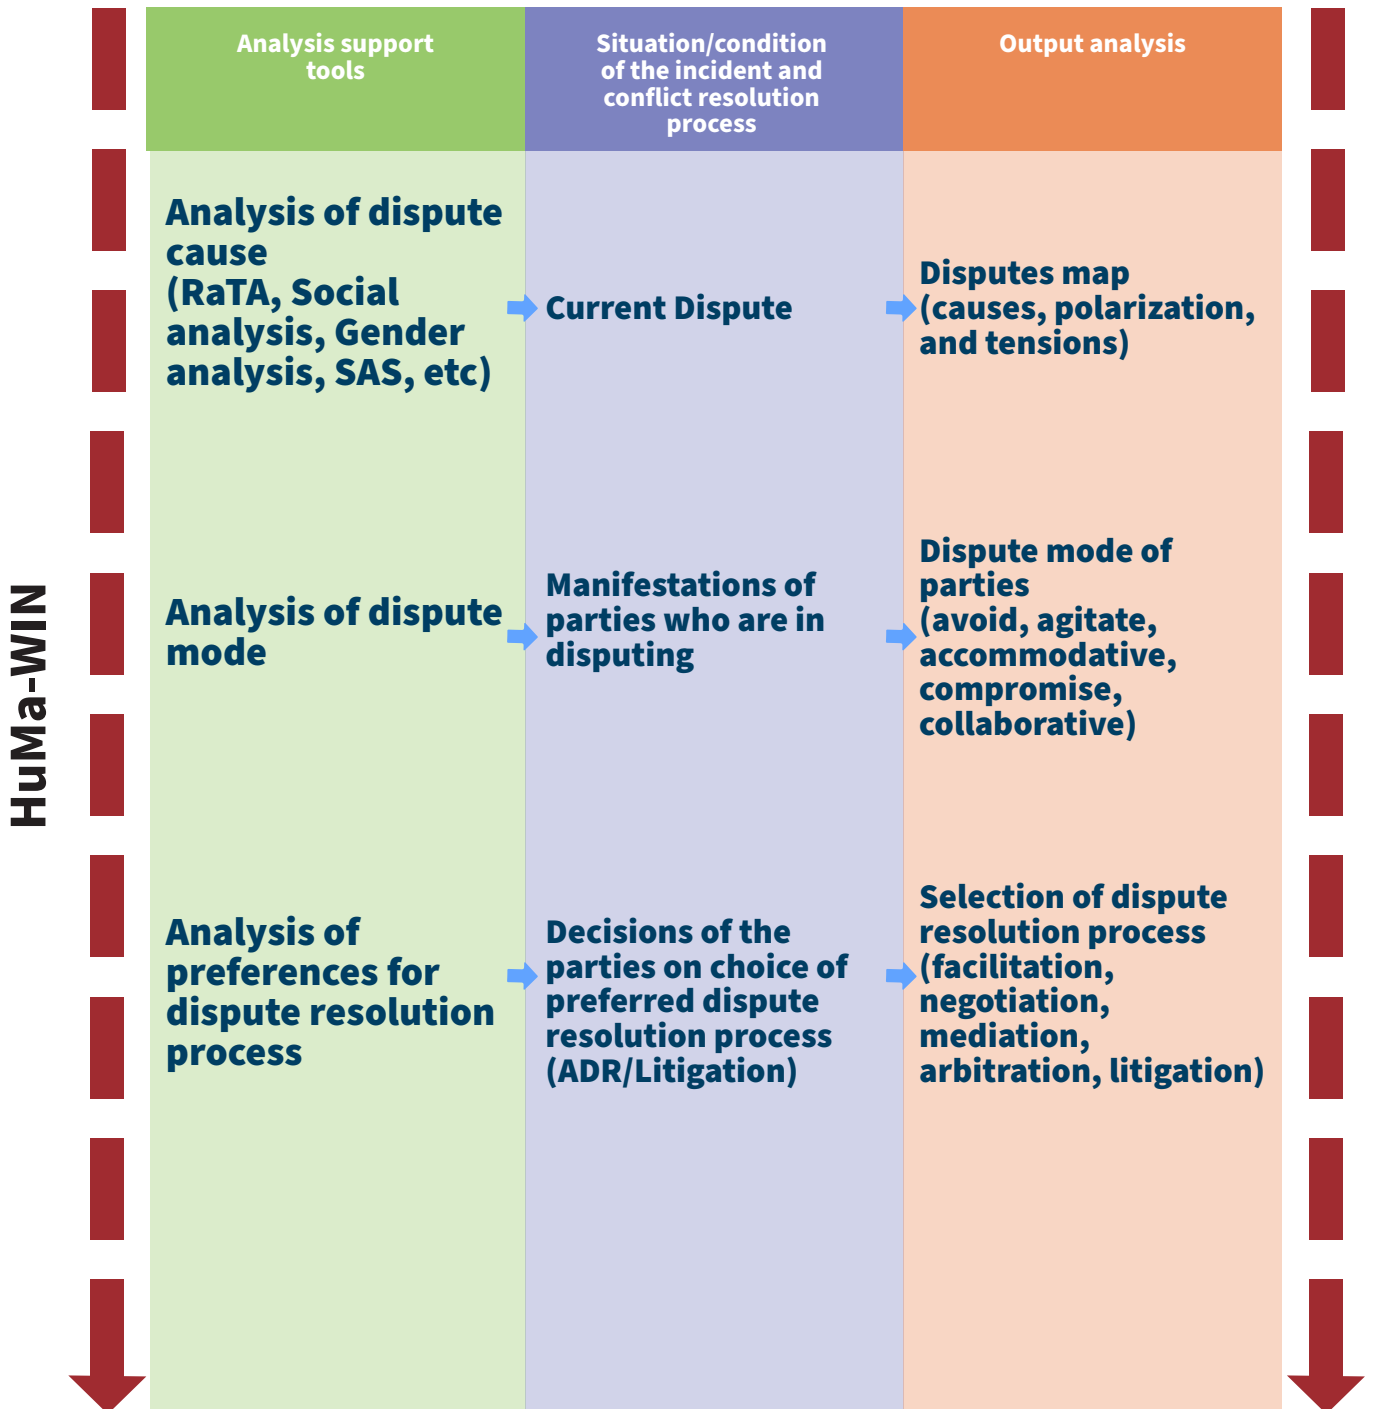 HuMa-WIN
Analysis support
tools
Situation/condition
of the incident and
conflict resolution
process
Output analysis
Analysis of dispute
cause
(RaTA, Social
analysis, Gender
analysis, SAS, etc)
Current Dispute
Disputes map
(causes, polarization,
and tensions)
Analysis of dispute
mode
Manifestations of
parties who are in
disputing
Dispute mode of
parties
(avoid, agitate,
accommodative,
compromise,
collaborative)
Analysis of
preferences for
dispute resolution
process
Decisions of the
parties on choice of
preferred dispute
resolution process
(ADR/Litigation)
Selection of dispute
resolution process
(facilitation,
negotiation,
mediation,
arbitration, litigation)